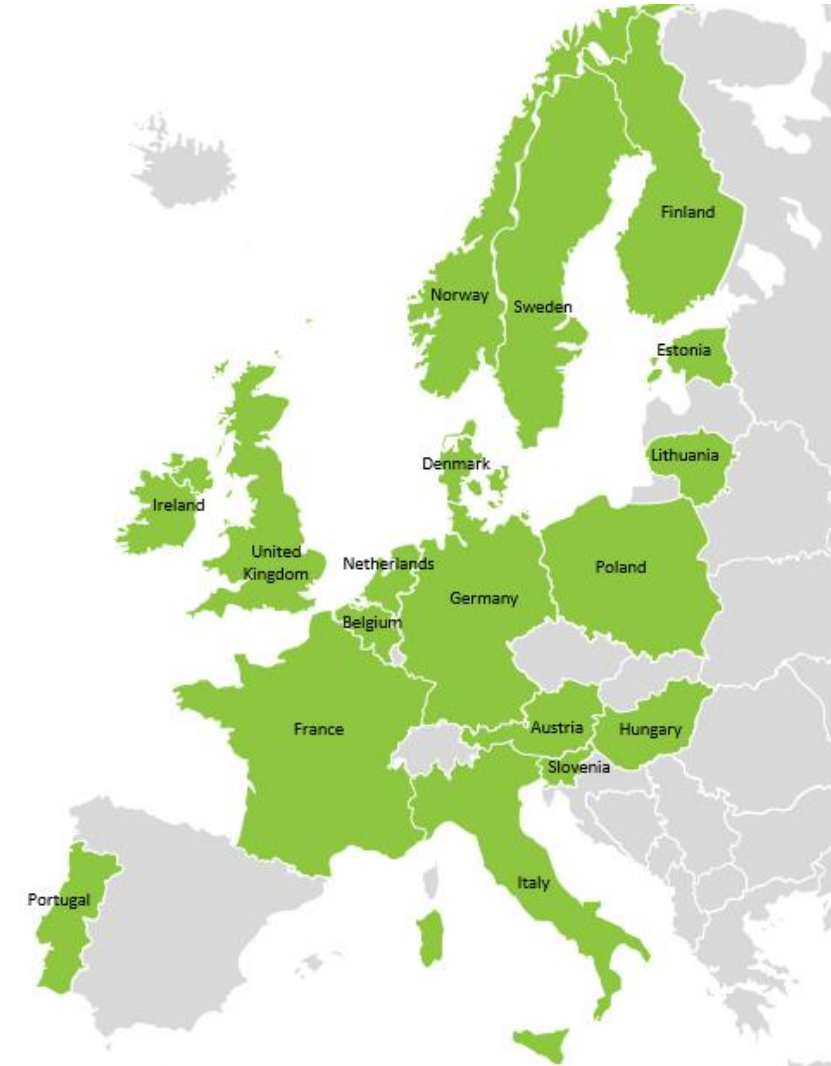 Finland
Norway
Sweden
Estonia
Lithuania
Denmark
Ireland
United
Kingdom
Netherlands
Poland
Germany
Belgium
France
Austria
Hungary
Slovenia
Italy
Portugal